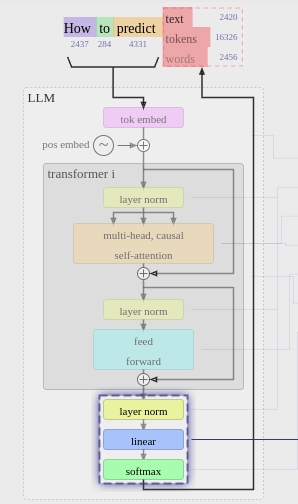 How to predict
2437 284 4331
text 2420
tokens 16326
words 2456
LLM
tok embed
pos embed ~
transformer i
layer norm
multi-head, causal
self-attention
layer norm
feed
forward
layer norm
linear
softmax